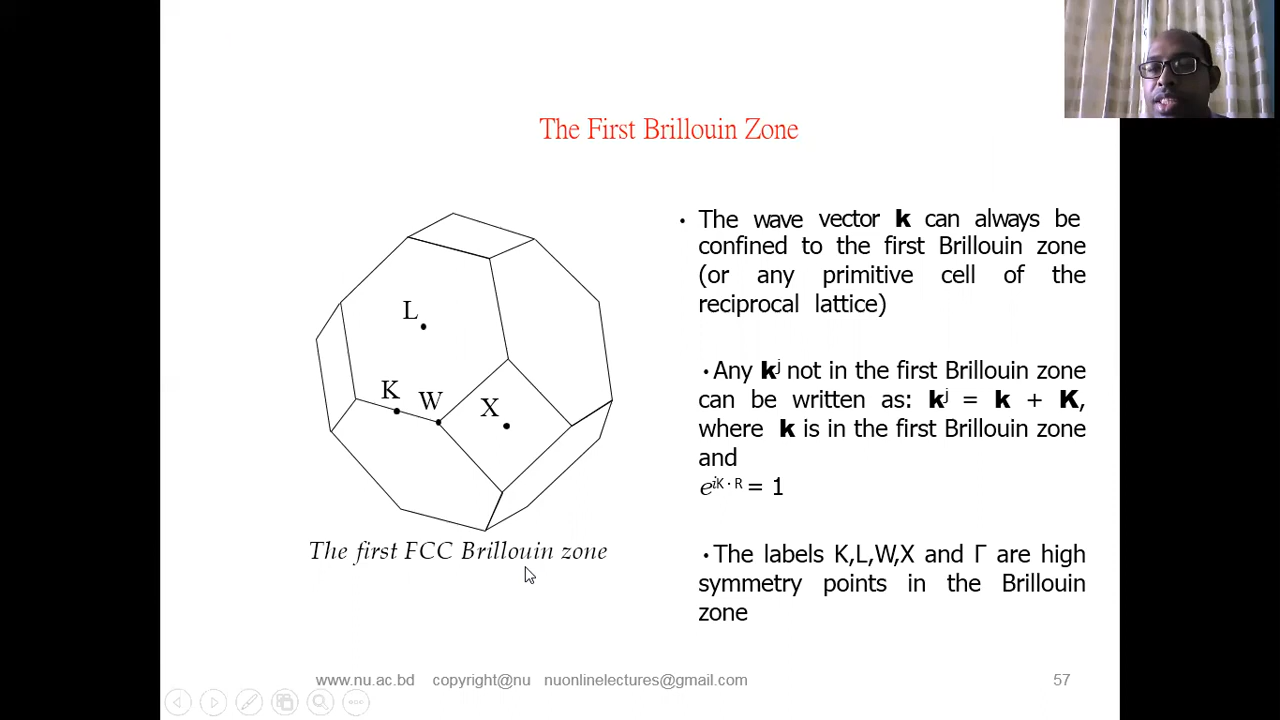 The First Brillouin Zone
L
K
W
X
The first FCC Brillouin zone
• The wave vector k can always be
confined to the first Brillouin zone
(or any primitive cell of the
reciprocal lattice)
•Any kʲ not in the first Brillouin zone
can be written as: kʲ = k + K,
where k is in the first Brillouin zone
and
eⁱᴷ · ᴿ = 1
•The labels K,L,W,X and Γ are high
symmetry points in the Brillouin
zone
www.nu.ac.bd copyright@nu nuonlinelectures@gmail.com 57